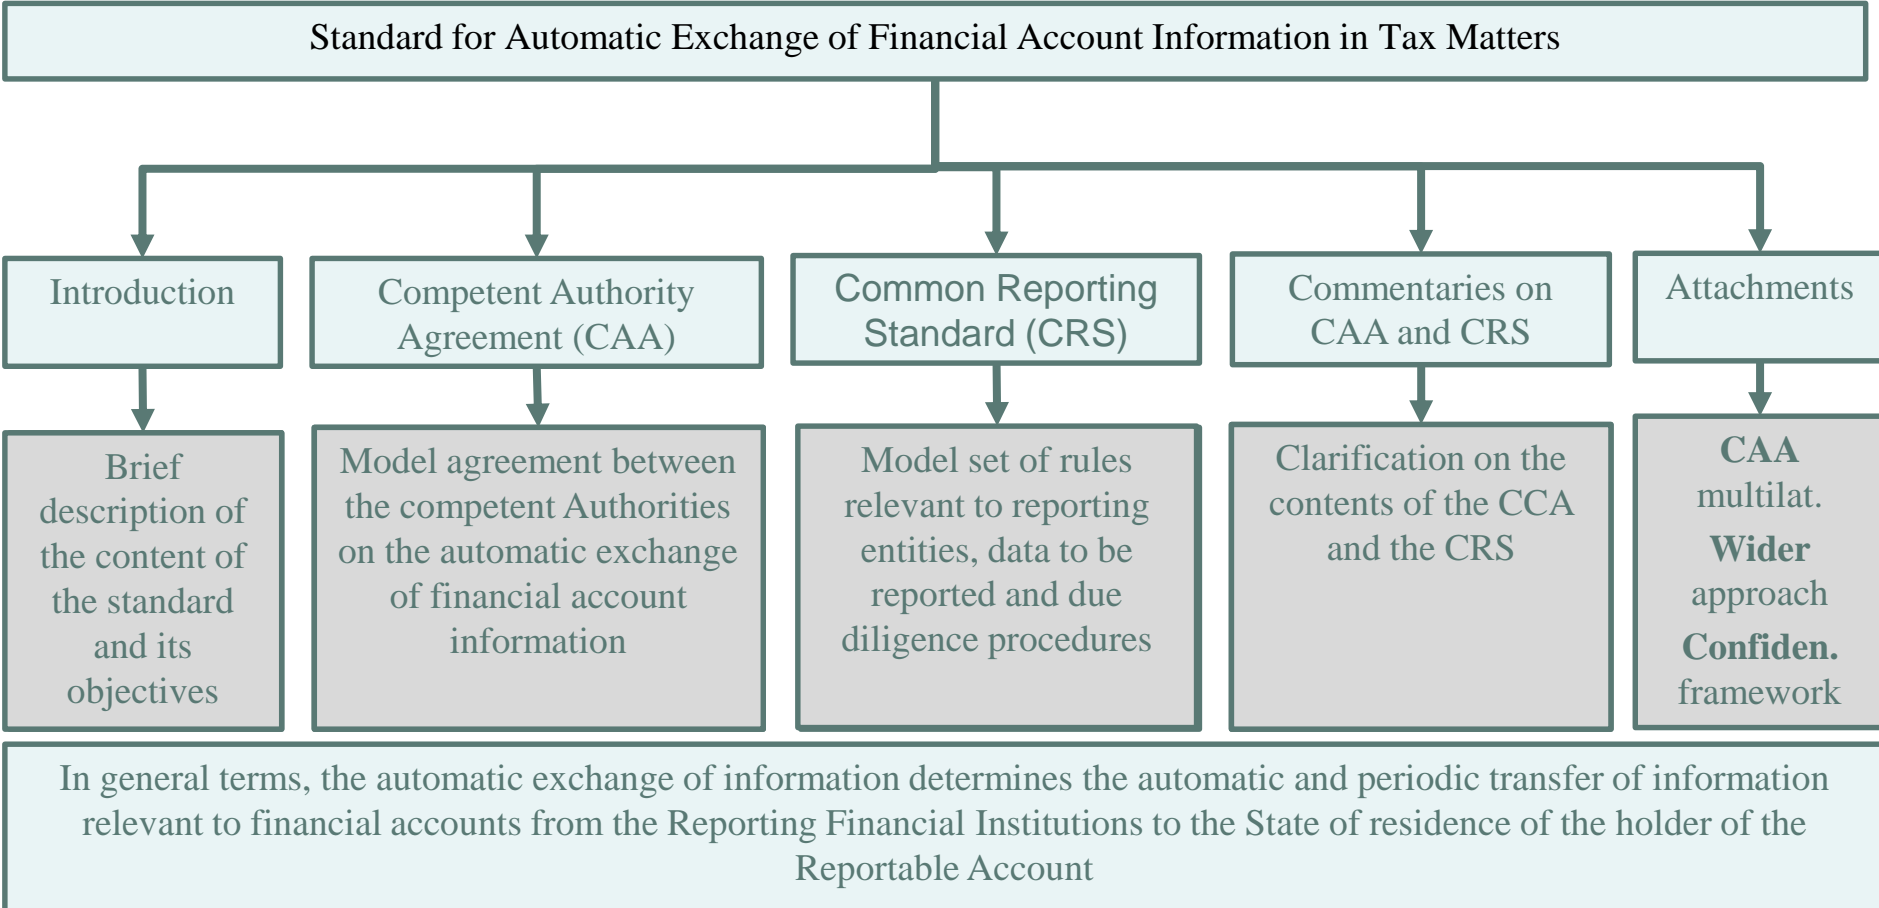 Standard for Automatic Exchange of Financial Account Information in Tax Matters
Introduction
Competent Authority
Agreement (CAA)
Common Reporting
Standard (CRS)
Commentaries on
CAA and CRS
Attachments
Brief
description of
the content of
the standard
and its
objectives
Model agreement between
the competent Authorities
on the automatic exchange
of financial account
information
Model set of rules
relevant to reporting
entities, data to be
reported and due
diligence procedures
Clarification on the
contents of the CCA
and the CRS
CAA
multilat.
Wider
approach
Confiden.
framework
In general terms, the automatic exchange of information determines the automatic and periodic transfer of information
relevant to financial accounts from the Reporting Financial Institutions to the State of residence of the holder of the
Reportable Account